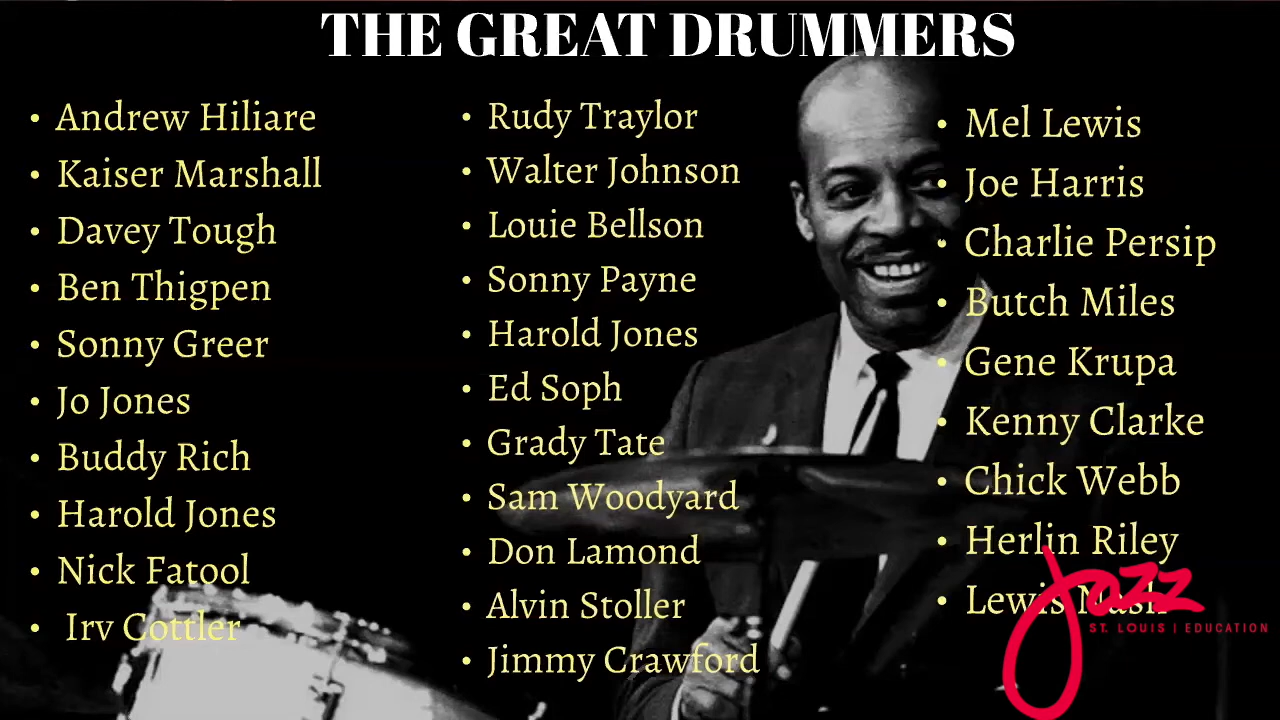 THE GREAT DRUMMERS
• Andrew Hiliare
• Kaiser Marshall
• Davey Tough
• Ben Thigpen
• Sonny Greer
• Jo Jones
• Buddy Rich
• Harold Jones
• Nick Fatool
• Irv Cottler
• Rudy Traylor
• Walter Johnson
• Louie Bellson
• Sonny Payne
• Harold Jones
• Ed Soph
• Grady Tate
• Sam Woodyard
• Don Lamond
• Alvin Stoller
• Jimmy Crawford
• Mel Lewis
• Joe Harris
• Charlie Persip
• Butch Miles
• Gene Krupa
• Kenny Clarke
• Chick Webb
• Herlin Riley
• Lewis Nash
Jazz
ST. LOUIS | EDUCATION